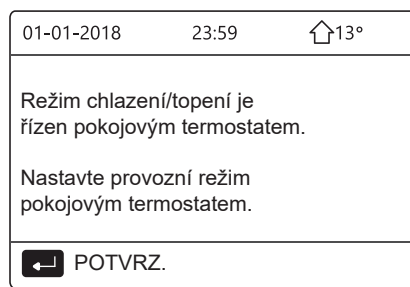 01-01-2018 23:59 13°
Režim chlazení/topení je
řízen pokojovým termostatem.
Nastavte provozní režim
pokojovým termostatem.
POTVRZ.